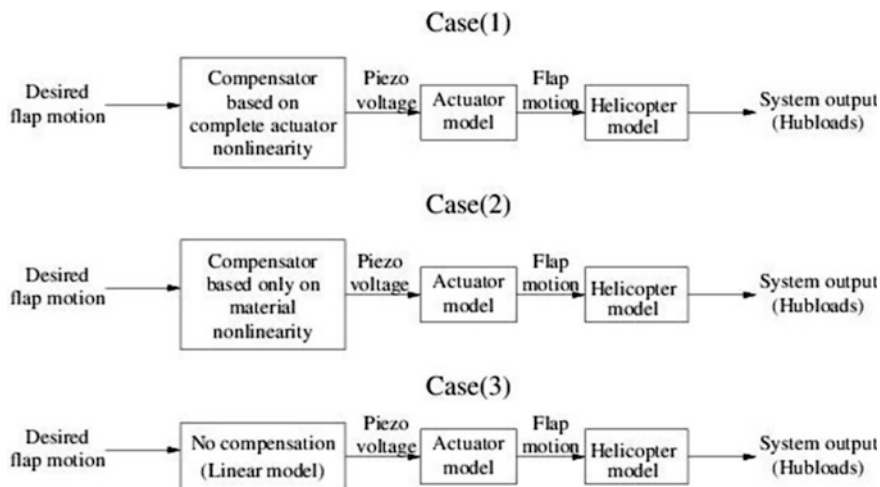 Case(1)
Desired
flap motion
Compensator
based on
complete actuator
nonlinearity
Piezo
voltage
Actuator
model
Flap
motion
Helicopter
model
System output
(Hubloads)
Case(2)
Desired
flap motion
Compensator
based only on
material
nonlinearity
Piezo
voltage
Actuator
model
Flap
motion
Helicopter
model
System output
(Hubloads)
Case(3)
Desired
flap motion
No compensation
(Linear model)
Piezo
voltage
Actuator
model
Flap
motion
Helicopter
model
System output
(Hubloads)